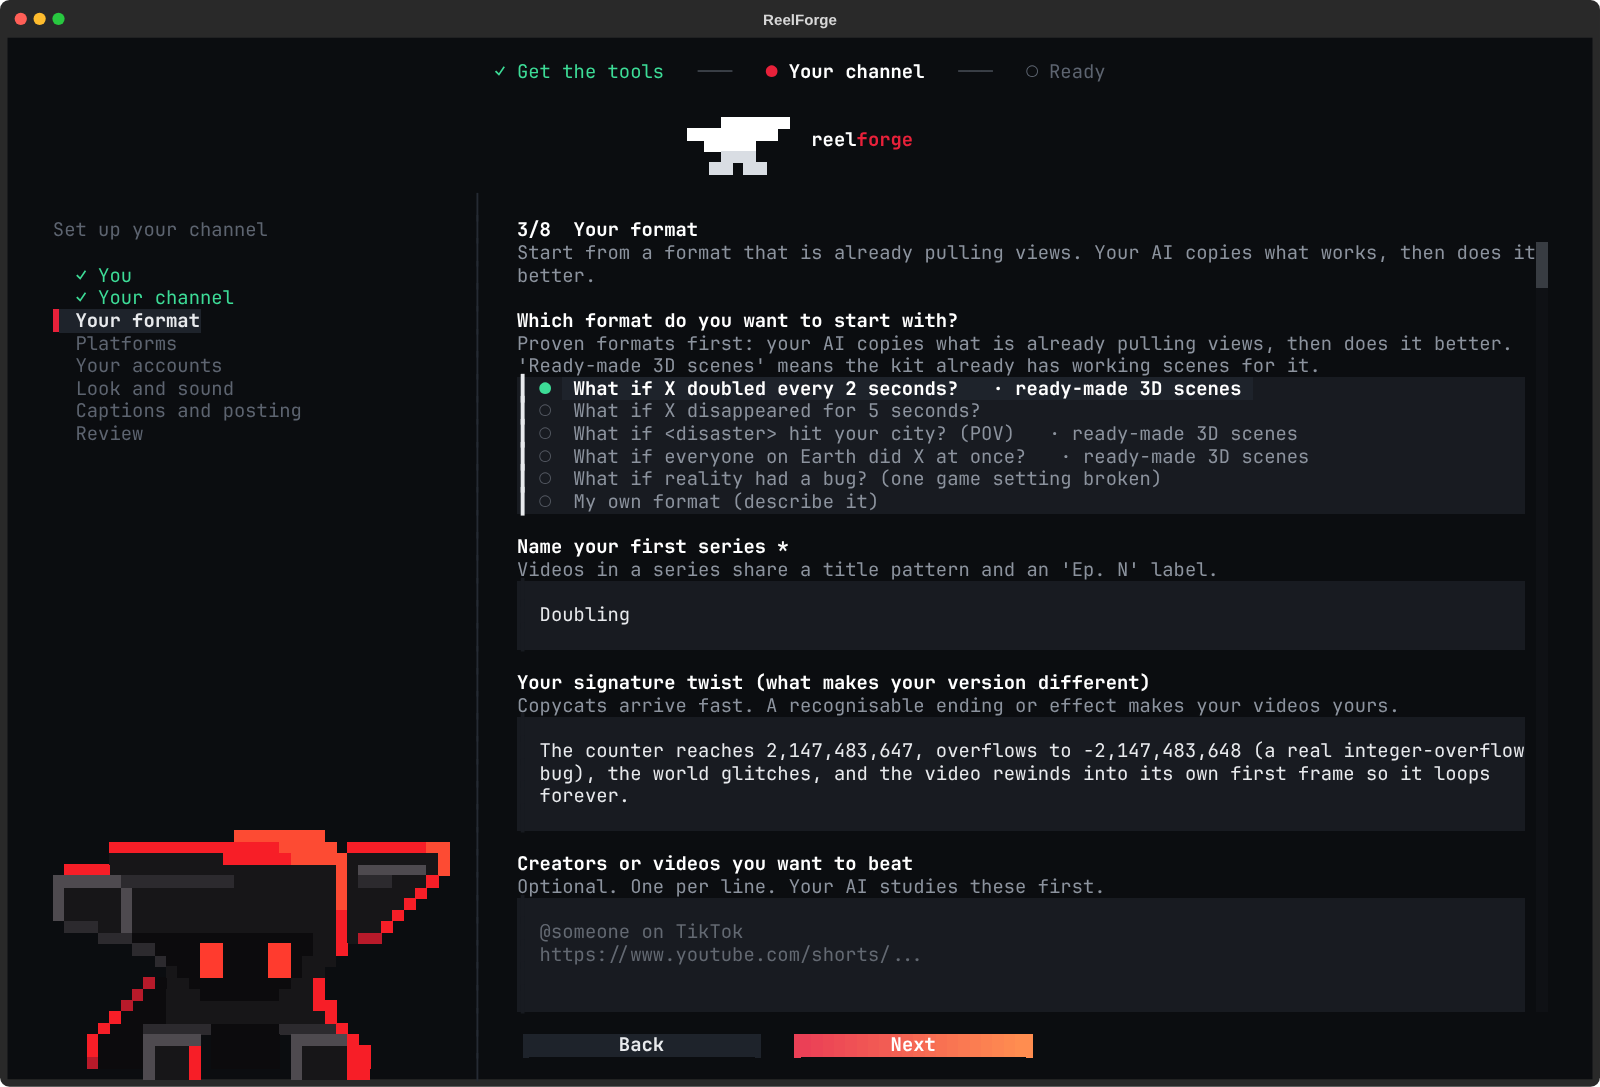 ReelForge
✓ Get the tools —— ● Your channel —— ○ Ready
reelforge
Set up your channel
✓ You
✓ Your channel
Your format
Platforms
Your accounts
Look and sound
Captions and posting
Review
3/8 Your format
Start from a format that is already pulling views. Your AI copies what works, then does it
better.
Which format do you want to start with?
Proven formats first: your AI copies what is already pulling views, then does it better.
'Ready-made 3D scenes' means the kit already has working scenes for it.
● What if X doubled every 2 seconds? · ready-made 3D scenes
○ What if X disappeared for 5 seconds?
○ What if <disaster> hit your city? (POV) · ready-made 3D scenes
○ What if everyone on Earth did X at once? · ready-made 3D scenes
○ What if reality had a bug? (one game setting broken)
○ My own format (describe it)
Name your first series *
Videos in a series share a title pattern and an 'Ep. N' label.
Doubling
Your signature twist (what makes your version different)
Copycats arrive fast. A recognisable ending or effect makes your videos yours.
The counter reaches 2,147,483,647, overflows to -2,147,483,648 (a real integer-overflow
bug), the world glitches, and the video rewinds into its own first frame so it loops
forever.
Creators or videos you want to beat
Optional. One per line. Your AI studies these first.
@someone on TikTok
https://www.youtube.com/shorts/...
Back
Next